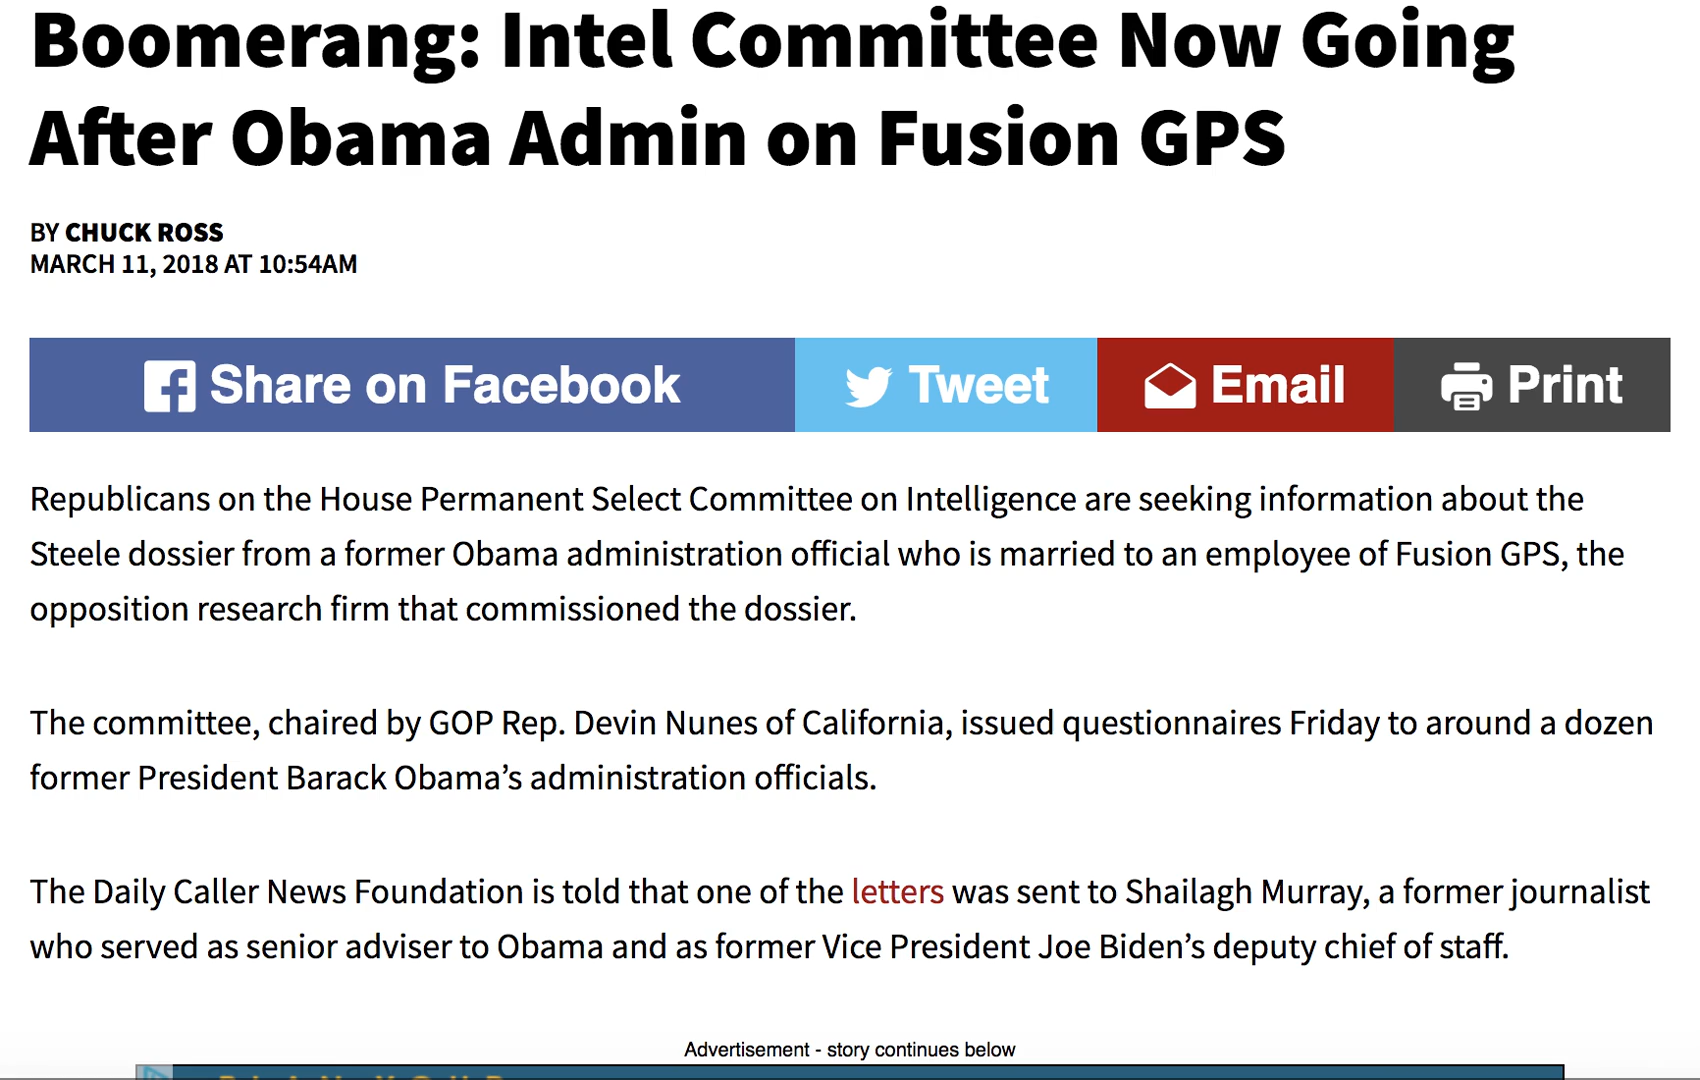 Boomerang: Intel Committee Now Going
After Obama Admin on Fusion GPS
BY CHUCK ROSS
MARCH 11, 2018 AT 10:54AM
Share on Facebook Tweet Email Print
Republicans on the House Permanent Select Committee on Intelligence are seeking information about the
Steele dossier from a former Obama administration official who is married to an employee of Fusion GPS, the
opposition research firm that commissioned the dossier.
The committee, chaired by GOP Rep. Devin Nunes of California, issued questionnaires Friday to around a dozen
former President Barack Obama’s administration officials.
The Daily Caller News Foundation is told that one of the letters was sent to Shailagh Murray, a former journalist
who served as senior adviser to Obama and as former Vice President Joe Biden’s deputy chief of staff.
Advertisement - story continues below